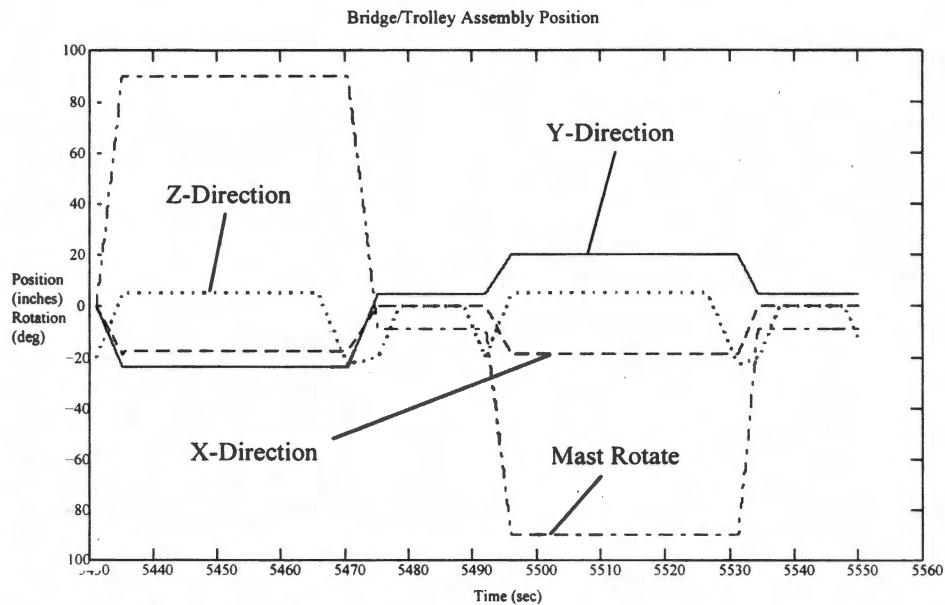 Bridge/Trolley Assembly Position
100
80
60
40
20
0
-20
-40
-60
-80
100
Position
(inches)
Rotation
(deg)
Y-Direction
Z-Direction
X-Direction
Mast Rotate
5440 5450 5460 5470 5480 5490 5500 5510 5520 5530 5540 5550 5560
Time (sec)